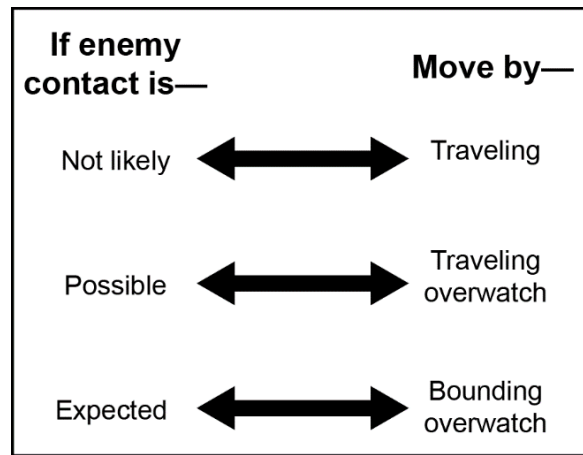 If enemy
contact is—
Move by—
Not likely
Traveling
Possible
Traveling
overwatch
Expected
Bounding
overwatch